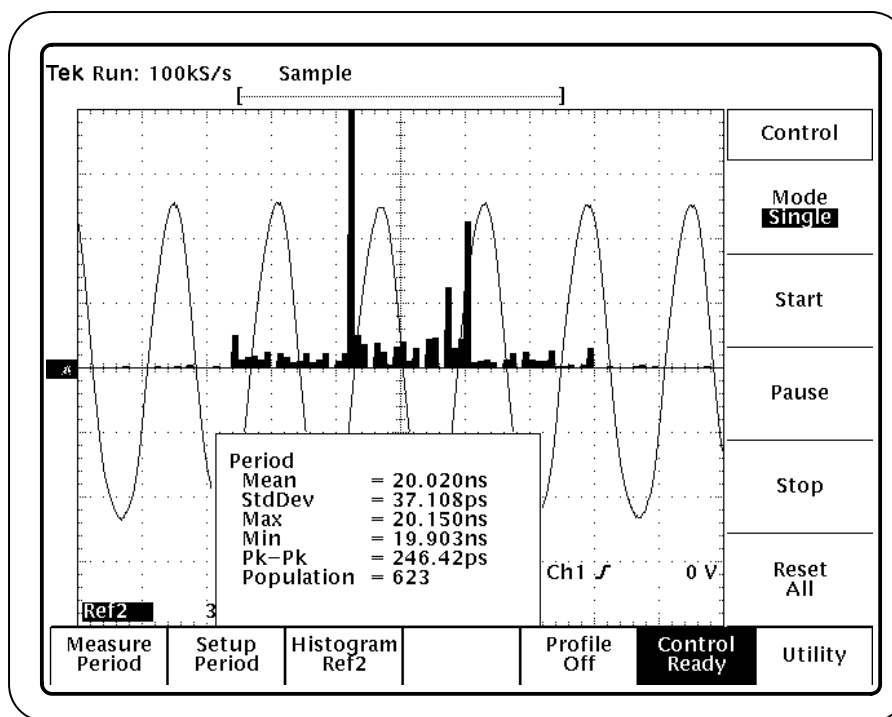 Tek Run: 100kS/s Sample
Control
Mode
Single
Start
Pause
Stop
Reset
All
Period
Mean = 20.020ns
StdDev = 37.108ps
Max = 20.150ns
Min = 19.903ns
Pk–Pk = 246.42ps
Population = 623
Ch1 0 V
Ref2 3
Measure
Period
Setup
Period
Histogram
Ref2
Profile
Off
Control
Ready
Utility